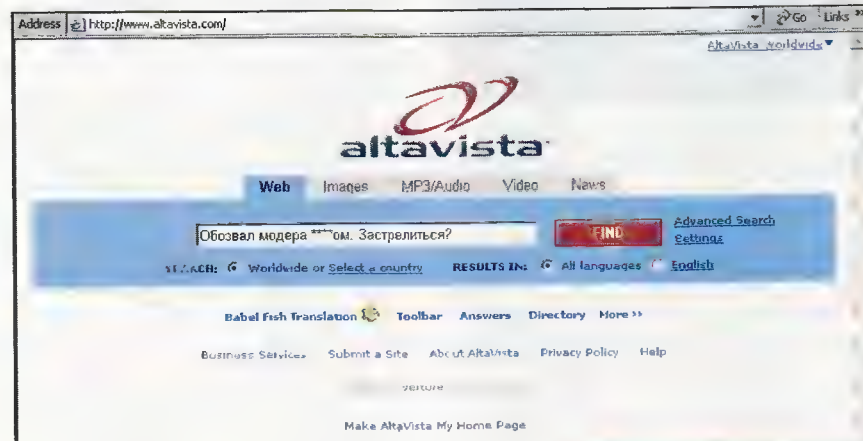 Address http://www.altavista.com/ Go Links »
AltaVista Worldwide
altavista
Web Images MP3/Audio Video News
Обозвал модера ****ом. Застрелиться? FIND Advanced Search
Settings
SEARCH: Worldwide or Select a country RESULTS IN: All languages English
Babel Fish Translation Toolbar Answers Directory More »
Business Services Submit a Site About AltaVista Privacy Policy Help
Make AltaVista My Home Page